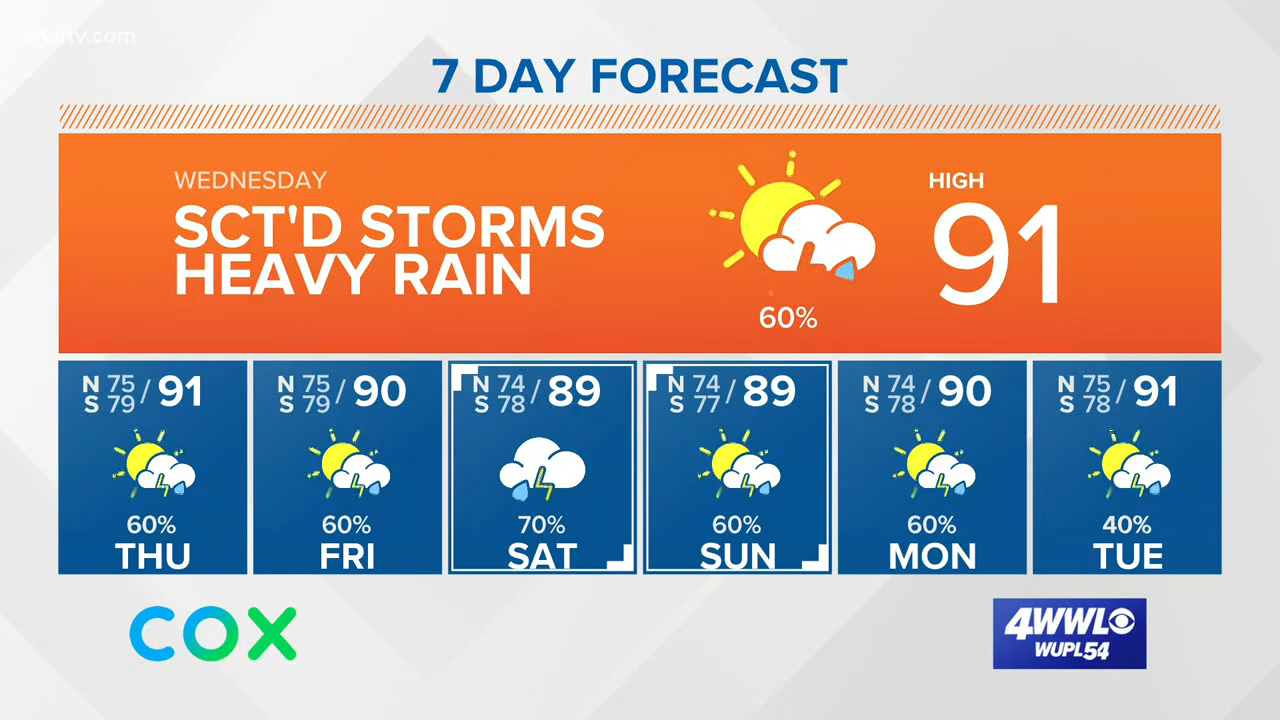 wwltv.com
7 DAY FORECAST
WEDNESDAY
SCT'D STORMS
HEAVY RAIN
60%
HIGH
91
N 75
S 79 / 91
60%
THU
N 75
S 79 / 90
60%
FRI
N 74
S 78 / 89
70%
SAT
N 74
S 77 / 89
60%
SUN
N 74
S 78 / 90
60%
MON
N 75
S 78 / 91
40%
TUE
COX
4WWL
WUPL54